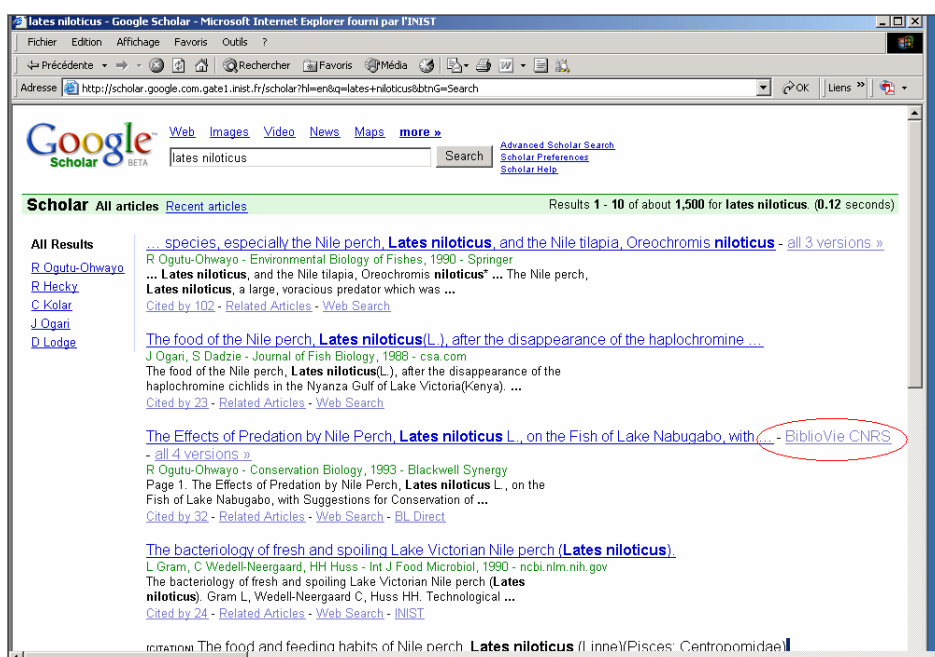 lates niloticus - Google Scholar - Microsoft Internet Explorer fourni par l'INIST
Fichier Edition Affichage Favoris Outils ?
Précédente Rechercher Favoris Média
Adresse http://scholar.google.com.gate1.inist.fr/scholar?hl=en&q=lates+niloticus&btnG=Search OK Liens »
Google Scholar BETA
Web Images Video News Maps more »
lates niloticus Search
Advanced Scholar Search
Scholar Preferences
Scholar Help
Scholar All articles Recent articles Results 1 - 10 of about 1,500 for lates niloticus. (0.12 seconds)
All Results
R Ogutu-Ohwayo
R Hecky
C Kolar
J Ogari
D Lodge
... species, especially the Nile perch, Lates niloticus, and the Nile tilapia, Oreochromis niloticus - all 3 versions »
R Ogutu-Ohwayo - Environmental Biology of Fishes, 1990 - Springer
... Lates niloticus, and the Nile tilapia, Oreochromis niloticus* ... The Nile perch,
Lates niloticus, a large, voracious predator which was ...
Cited by 102 - Related Articles - Web Search
The food of the Nile perch, Lates niloticus(L.), after the disappearance of the haplochromine ...
J Ogari, S Dadzie - Journal of Fish Biology, 1988 - csa.com
The food of the Nile perch, Lates niloticus(L.), after the disappearance of the
haplochromine cichlids in the Nyanza Gulf of Lake Victoria(Kenya). ...
Cited by 23 - Related Articles - Web Search
The Effects of Predation by Nile Perch, Lates niloticus L., on the Fish of Lake Nabugabo, with ... - BiblioVie CNRS
- all 4 versions »
R Ogutu-Ohwayo - Conservation Biology, 1993 - Blackwell Synergy
Page 1. The Effects of Predation by Nile Perch, Lates niloticus L., on the
Fish of Lake Nabugabo, with Suggestions for Conservation of ...
Cited by 32 - Related Articles - Web Search - BL Direct
The bacteriology of fresh and spoiling Lake Victorian Nile perch (Lates niloticus).
L Gram, C Wedell-Neergaard, HH Huss - Int J Food Microbiol, 1990 - ncbi.nlm.nih.gov
The bacteriology of fresh and spoiling Lake Victorian Nile perch (Lates
niloticus). Gram L, Wedell-Neergaard C, Huss HH. Technological ...
Cited by 24 - Related Articles - Web Search - INIST
[CITATION] The food and feeding habits of Nile perch, Lates niloticus (Linne)(Pisces: Centropomidae)